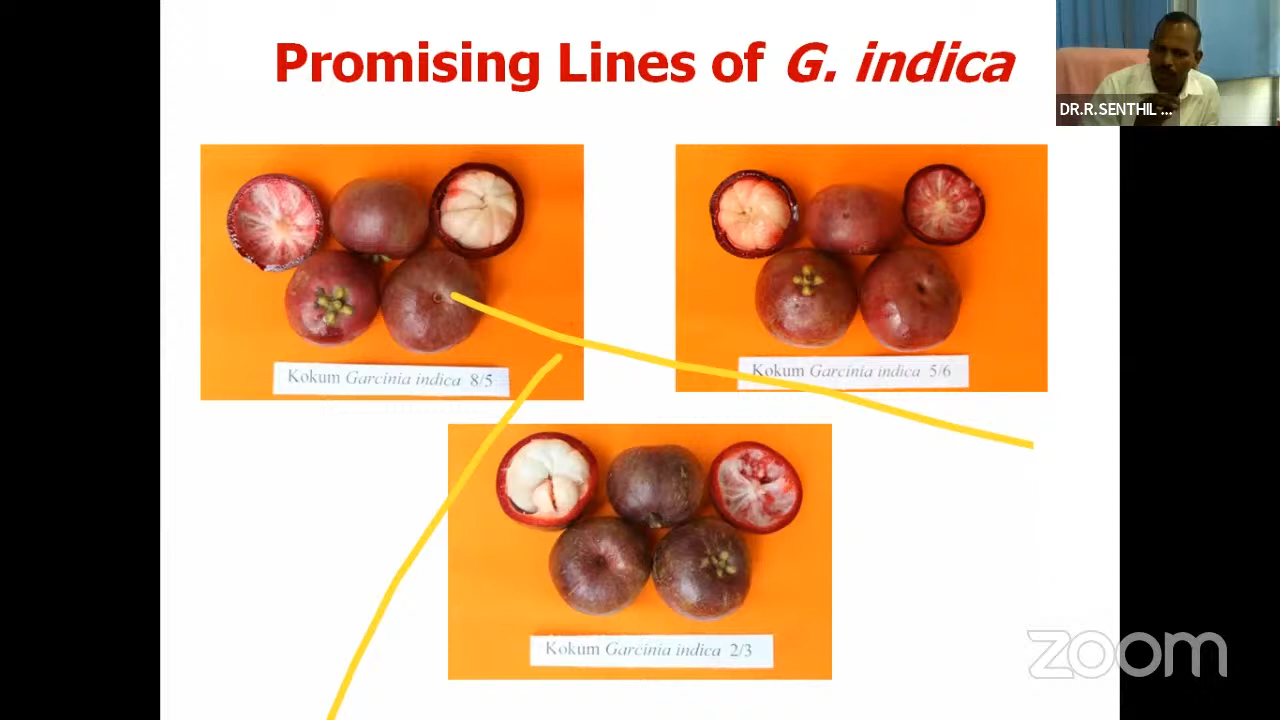 Promising Lines of G. indica
DR.R.SENTHIL ...
Kokum Garcinia indica 8/5
Kokum Garcinia indica 5/6
Kokum Garcinia indica 2/3
zoom